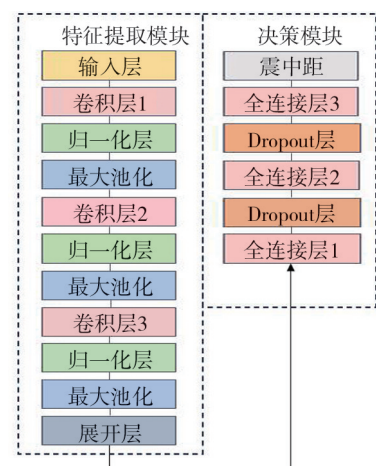 特征提取模块
输入层
卷积层1
归一化层
最大池化
卷积层2
归一化层
最大池化
卷积层3
归一化层
最大池化
展开层
决策模块
震中距
全连接层3
Dropout层
全连接层2
Dropout层
全连接层1